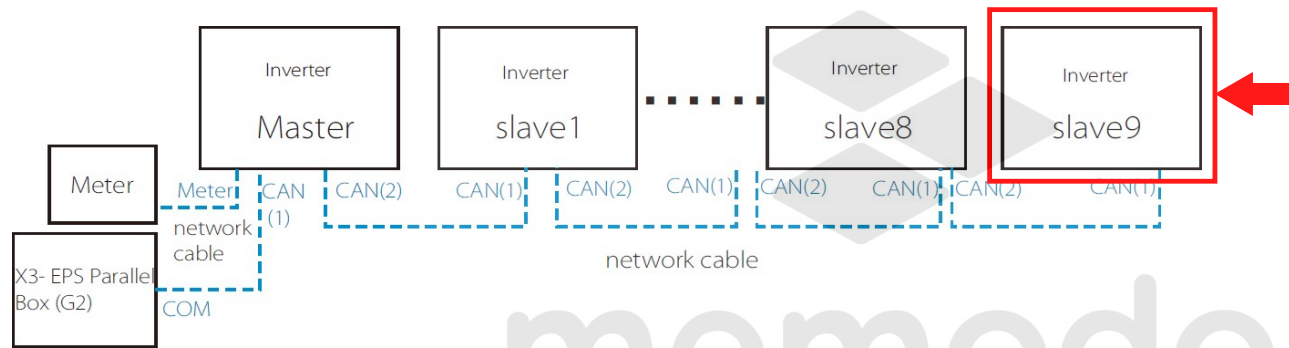 Inverter
Master
Inverter
slave1
Inverter
slave8
Inverter
slave9
Meter
Meter
CAN
(1)
CAN(2)
CAN(1)
CAN(2)
CAN(1)
CAN(2)
CAN(1)
CAN(2)
CAN(1)
network
cable
network cable
X3- EPS Parallel
Box (G2)
COM